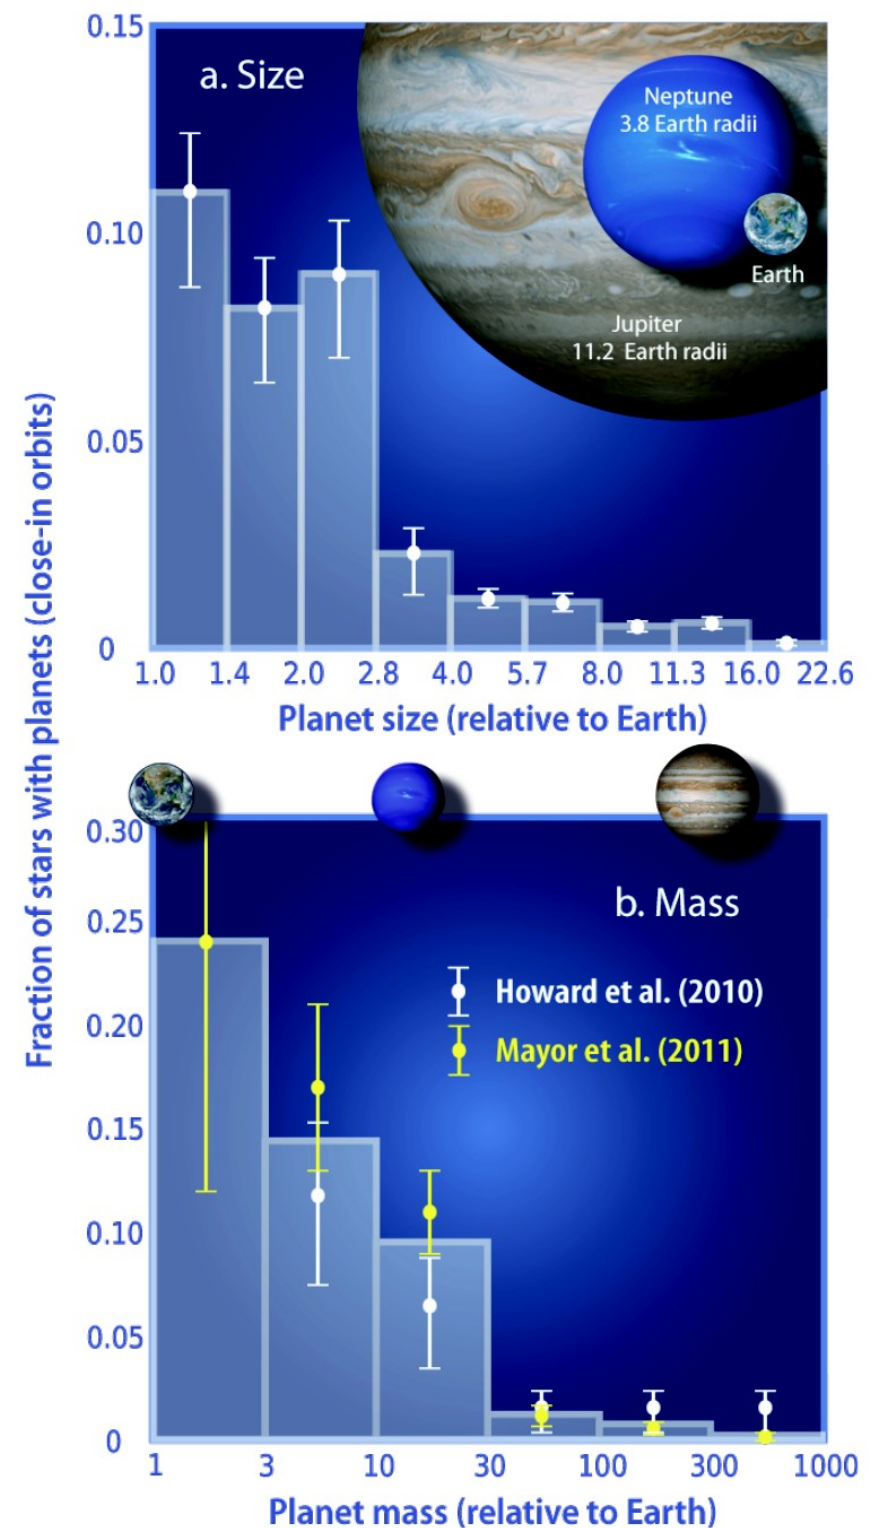 0.15
a. Size
Neptune
3.8 Earth radii
0.10
Earth
Jupiter
11.2 Earth radii
0.05
0
1.0 1.4 2.0 2.8 4.0 5.7 8.0 11.3 16.0 22.6
Planet size (relative to Earth)
Fraction of stars with planets (close-in orbits)
0.30
b. Mass
0.25
Howard et al. (2010)
0.20
Mayor et al. (2011)
0.15
0.10
0.05
0
1 3 10 30 100 300 1000
Planet mass (relative to Earth)